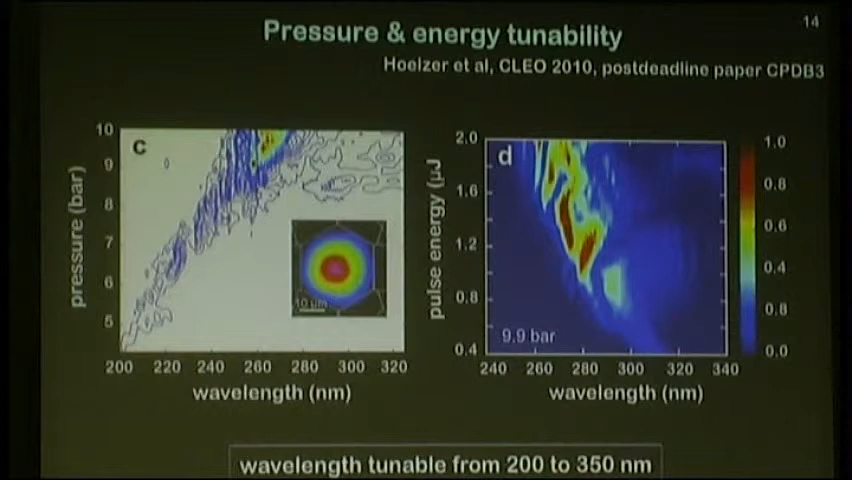 14
Pressure & energy tunability
Hoelzer et al, CLEO 2010, postdeadline paper CPDB3
c
pressure (bar)
10
9
8
7
6
5
10 µm
200 220 240 260 280 300 320
wavelength (nm)
d
pulse energy (µJ
2.0
1.6
1.2
0.8
0.4
9.9 bar
240 260 280 300 320 340
wavelength (nm)
1.0
0.8
0.6
0.4
0.8
0.0
wavelength tunable from 200 to 350 nm